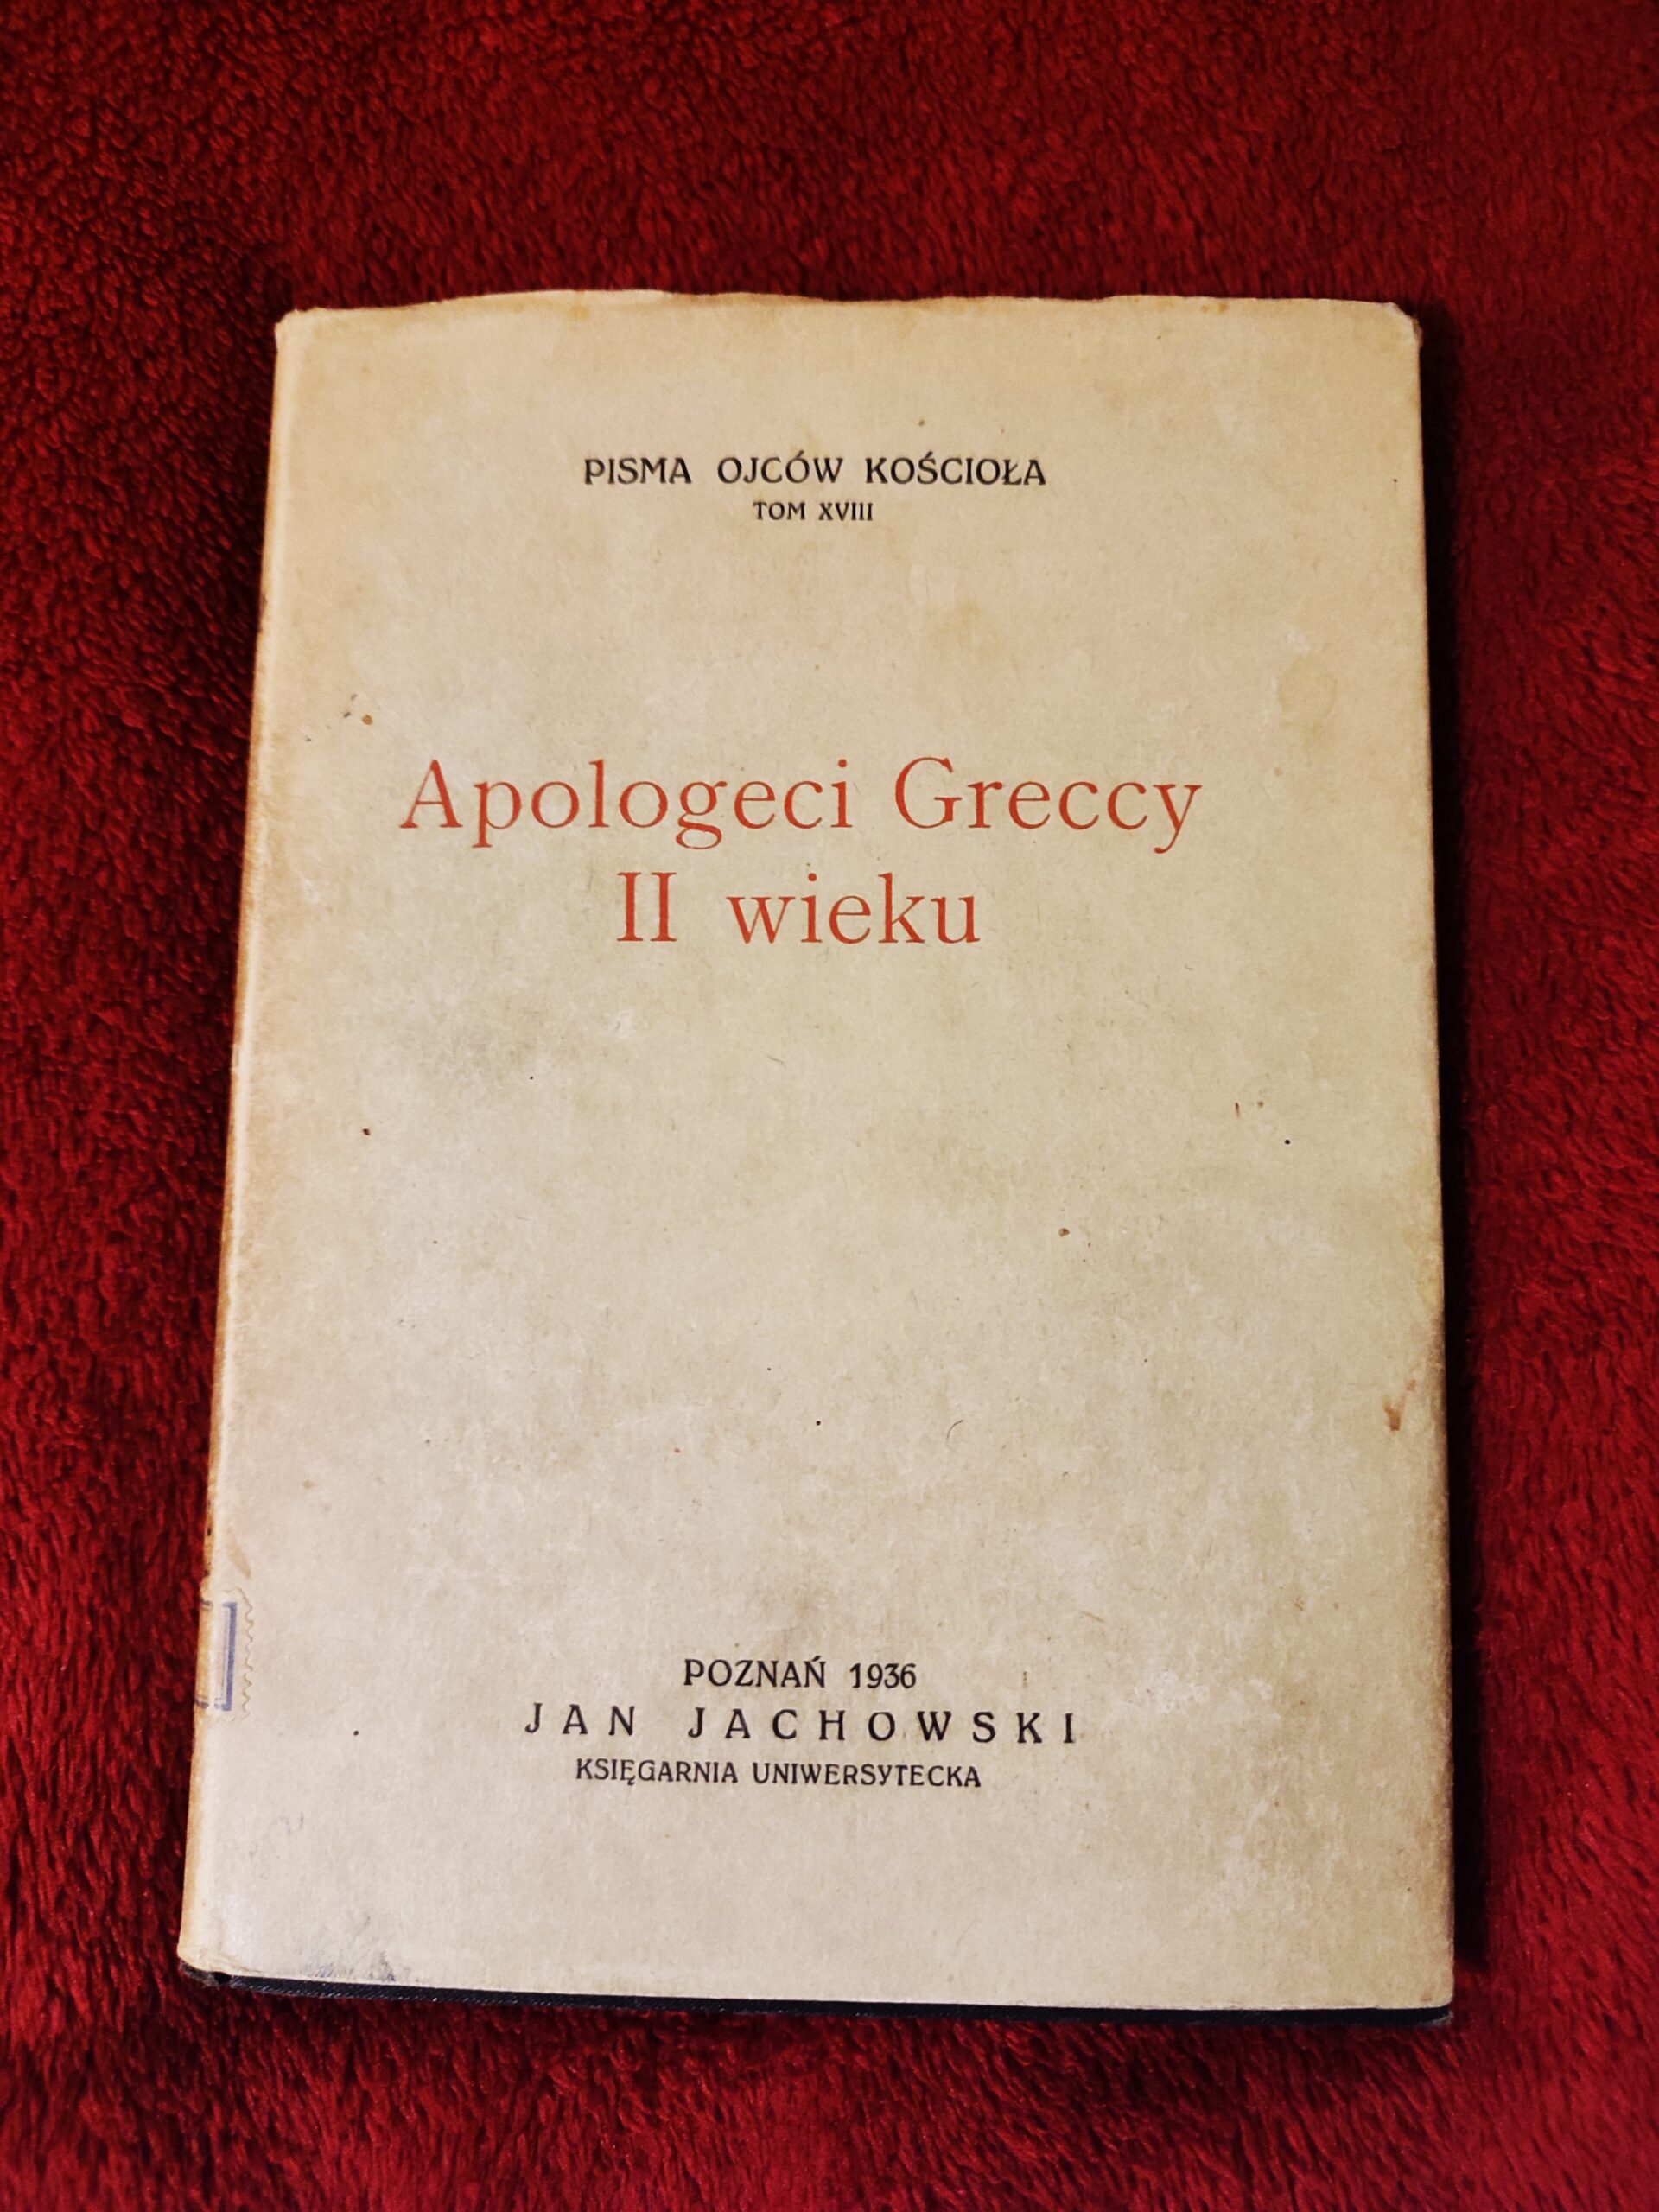 PISMA OJCÓW KOŚCIOŁA
TOM XVIII
Apologeci Greccy
II wieku
POZNAŃ 1936
JAN JACHOWSKI
KSIĘGARNIA UNIWERSYTECKA